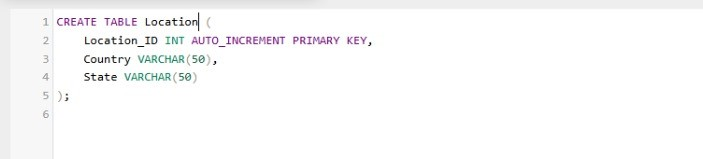 1 CREATE TABLE Location (
2     Location_ID INT AUTO_INCREMENT PRIMARY KEY,
3     Country VARCHAR(50),
4     State VARCHAR(50)
5 );
6